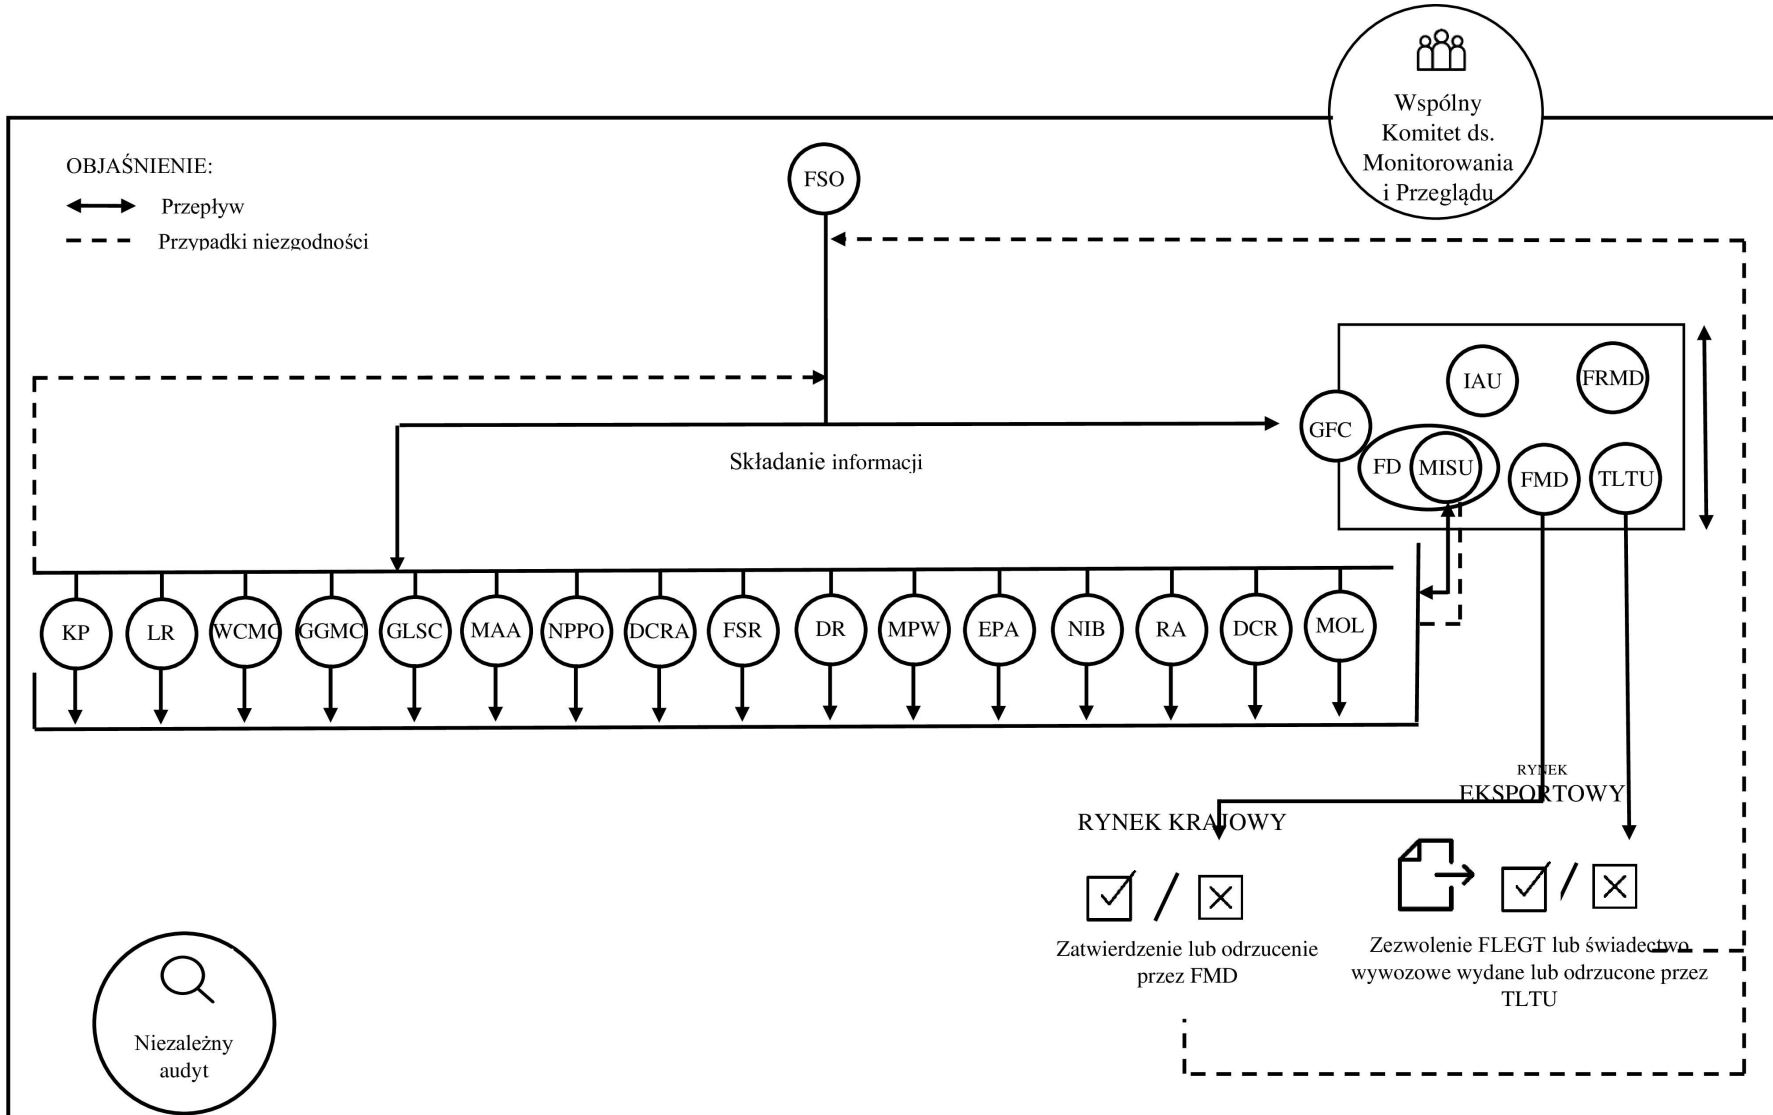 Wspólny
Komitet ds.
Monitorowania
i Przeglądu
OBJAŚNIENIE:
Przepływ
Przypadki niezgodności
FSO
IAU
FRMD
GFC
FD
MISU
FMD
TLTU
Składanie informacji
KP
LR
WCMC
GGMC
GLSC
MAA
NPPO
DCRA
FSR
DR
MPW
EPA
NIB
RA
DCR
MOL
RYNEK
EKSPORTOWY
RYNEK KRAJOWY
Zatwierdzenie lub odrzucenie
przez FMD
Zezwolenie FLEGT lub świadectwo
wywozowe wydane lub odrzucone przez
TLTU
Niezależny
audyt